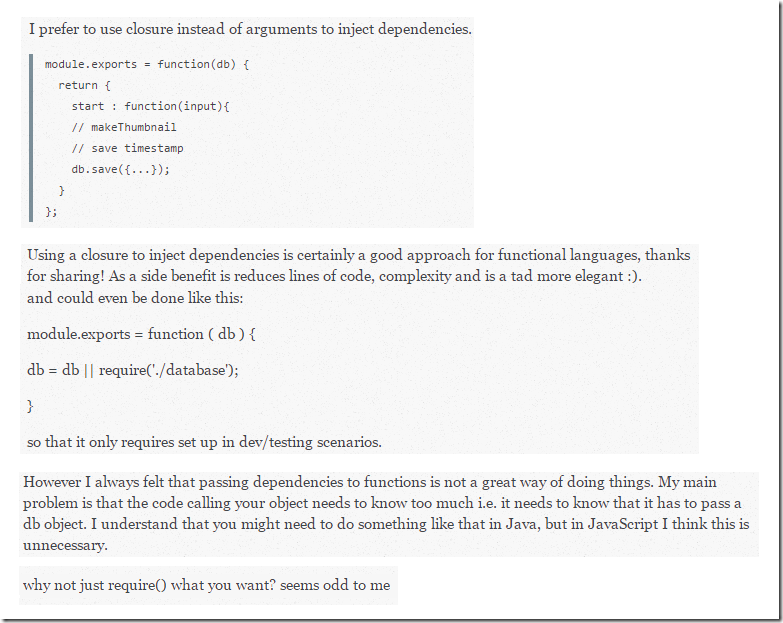 I prefer to use closure instead of arguments to inject dependencies.
module.exports = function(db) {
return {
start : function(input){
// makeThumbnail
// save timestamp
db.save({...});
}
};
Using a closure to inject dependencies is certainly a good approach for functional languages, thanks
for sharing! As a side benefit is reduces lines of code, complexity and is a tad more elegant :).
and could even be done like this:
module.exports = function ( db ) {
db = db || require('./database');
}
so that it only requires set up in dev/testing scenarios.
However I always felt that passing dependencies to functions is not a great way of doing things. My main
problem is that the code calling your object needs to know too much i.e. it needs to know that it has to pass a
db object. I understand that you might need to do something like that in Java, but in JavaScript I think this is
unnecessary.
why not just require() what you want? seems odd to me